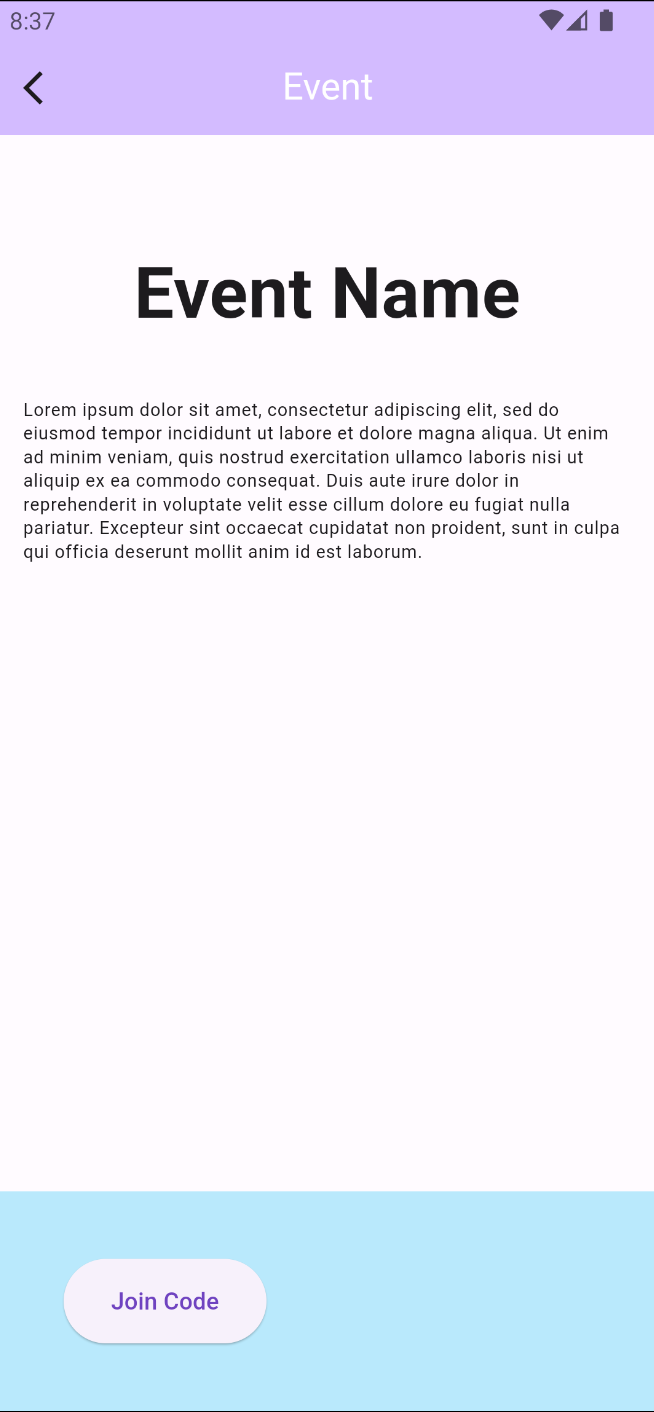 8:37
Event
Event Name
Lorem ipsum dolor sit amet, consectetur adipiscing elit, sed do
eiusmod tempor incididunt ut labore et dolore magna aliqua. Ut enim
ad minim veniam, quis nostrud exercitation ullamco laboris nisi ut
aliquip ex ea commodo consequat. Duis aute irure dolor in
reprehenderit in voluptate velit esse cillum dolore eu fugiat nulla
pariatur. Excepteur sint occaecat cupidatat non proident, sunt in culpa
qui officia deserunt mollit anim id est laborum.
Join Code